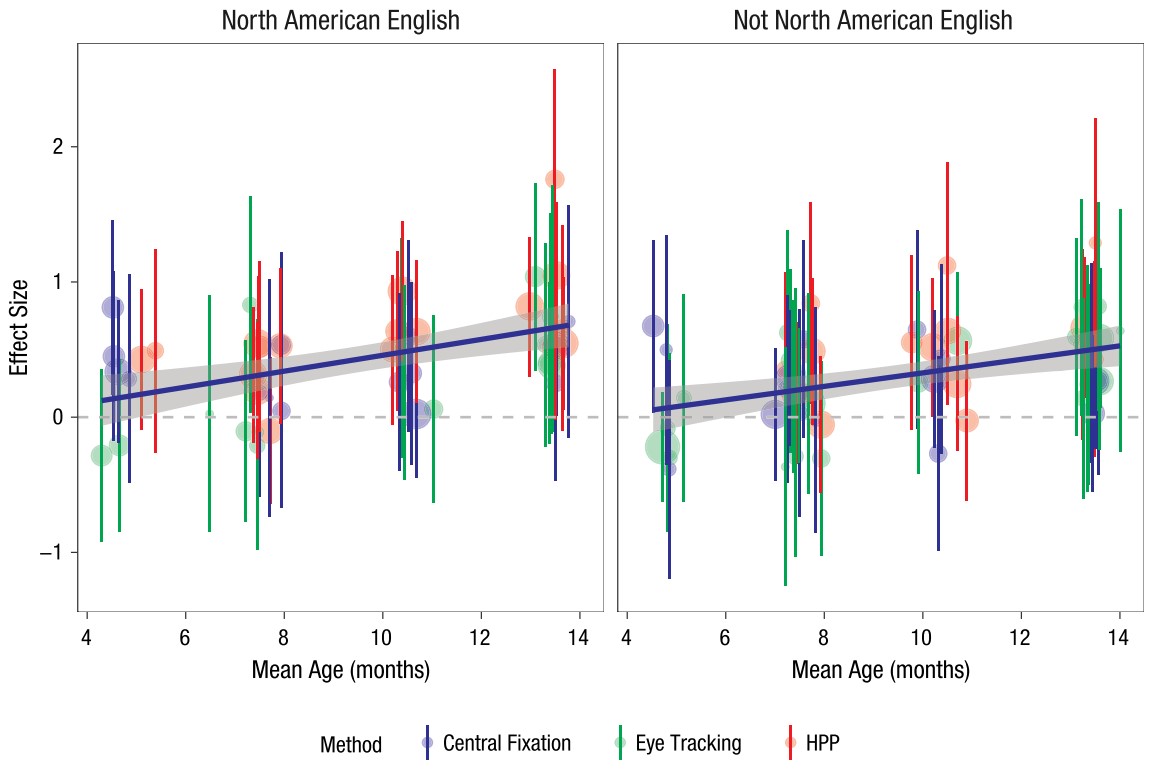 North American English
Not North American English
Effect Size
2
1
0
−1
4 6 8 10 12 14
4 6 8 10 12 14
Mean Age (months)
Mean Age (months)
Method Central Fixation Eye Tracking HPP